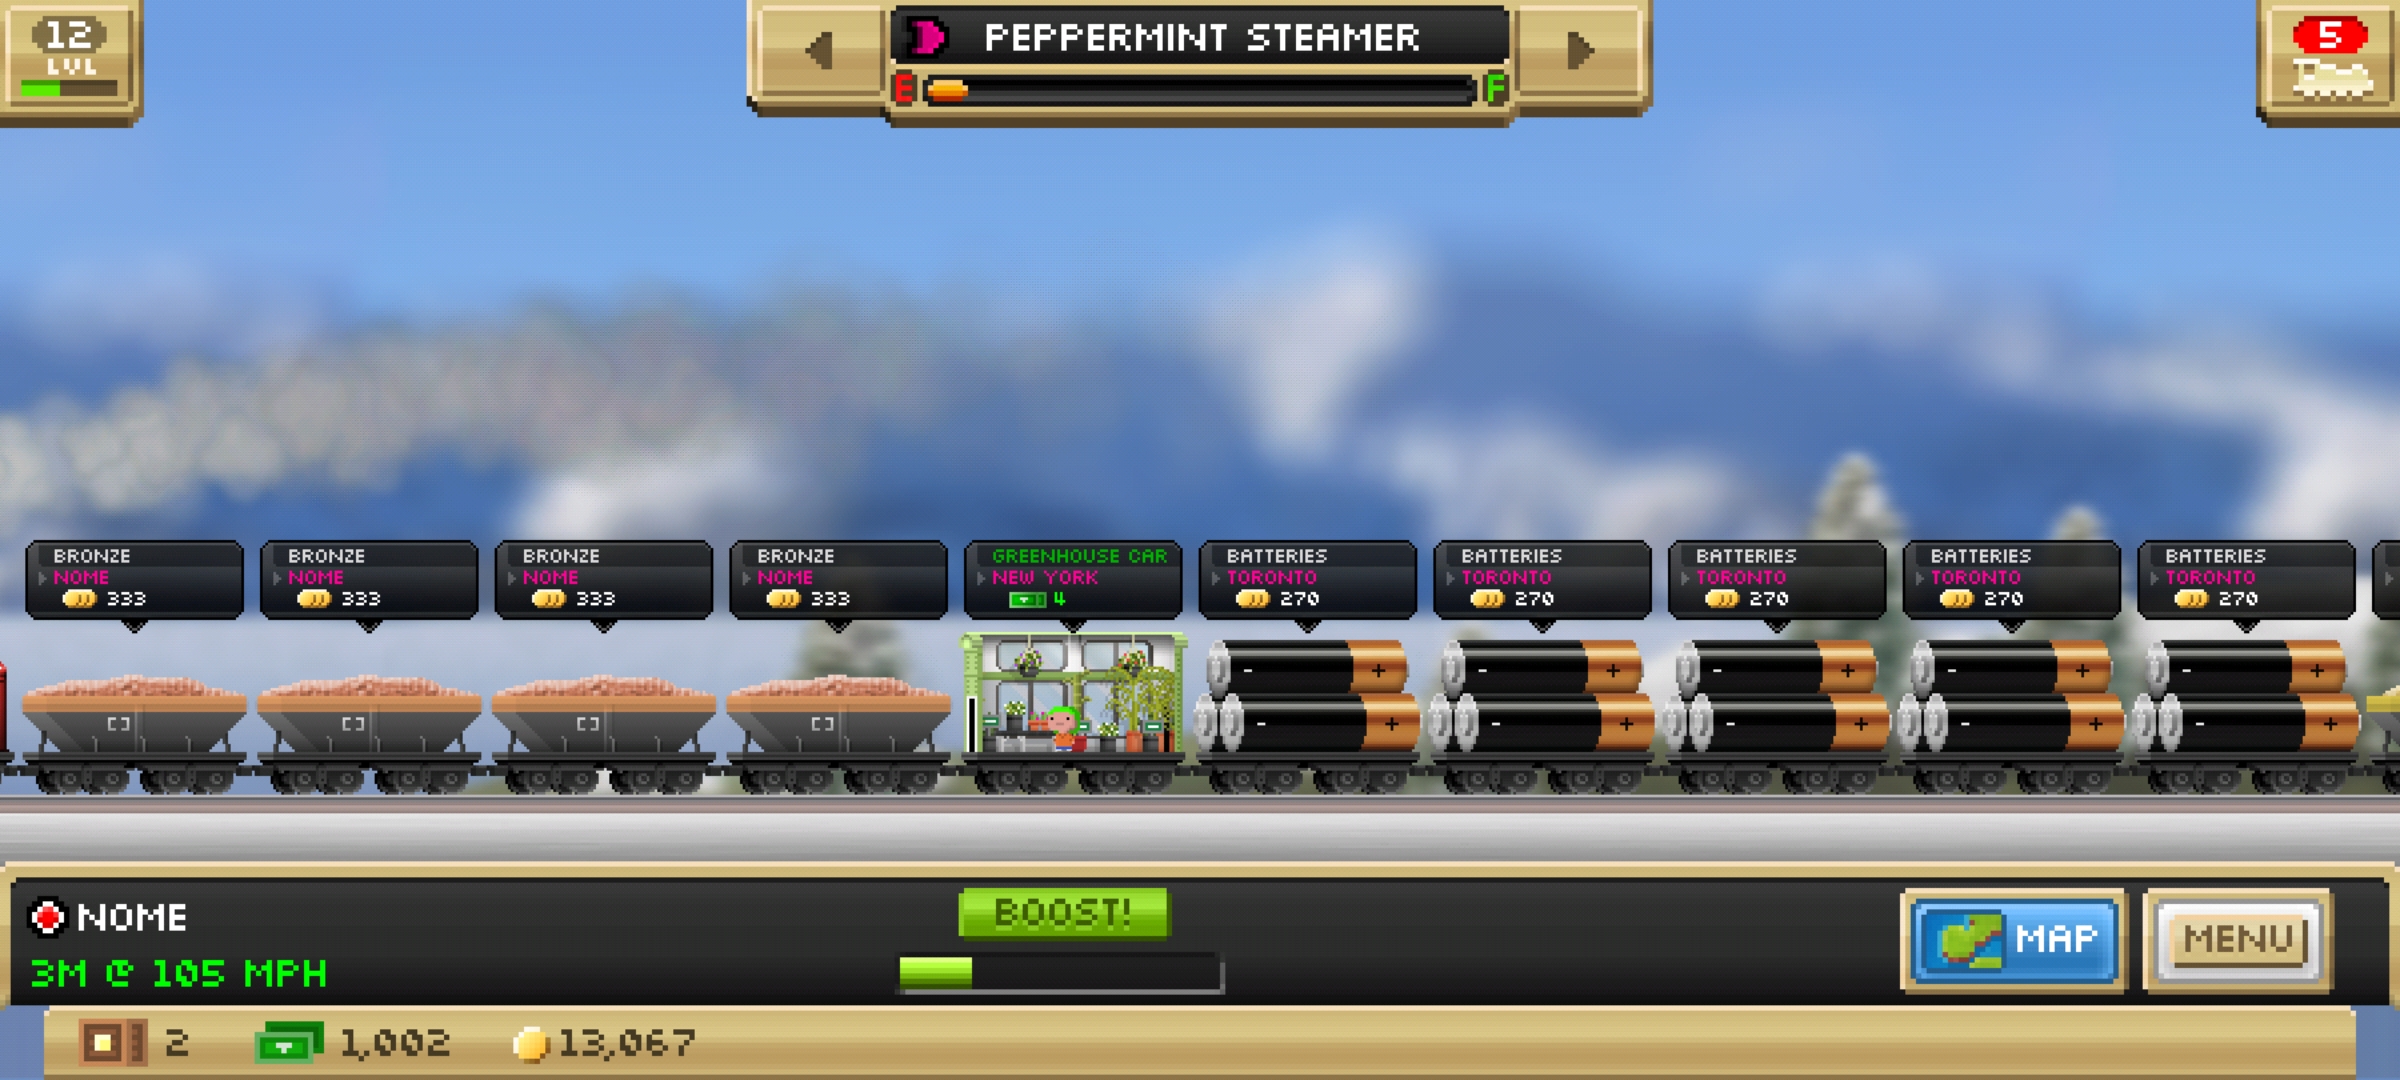 12
LVL
PEPPERMINT STEAMER
E F
5
BRONZE
NOME
333
BRONZE
NOME
333
BRONZE
NOME
333
BRONZE
NOME
333
GREENHOUSE CAR
NEW YORK
4
BATTERIES
TORONTO
270
BATTERIES
TORONTO
270
BATTERIES
TORONTO
270
BATTERIES
TORONTO
270
BATTERIES
TORONTO
270
- +
- +
- +
- +
- +
- +
- +
- +
- +
- +
NOME
3M @ 105 MPH
BOOST!
MAP
MENU
2
1,002
13,067